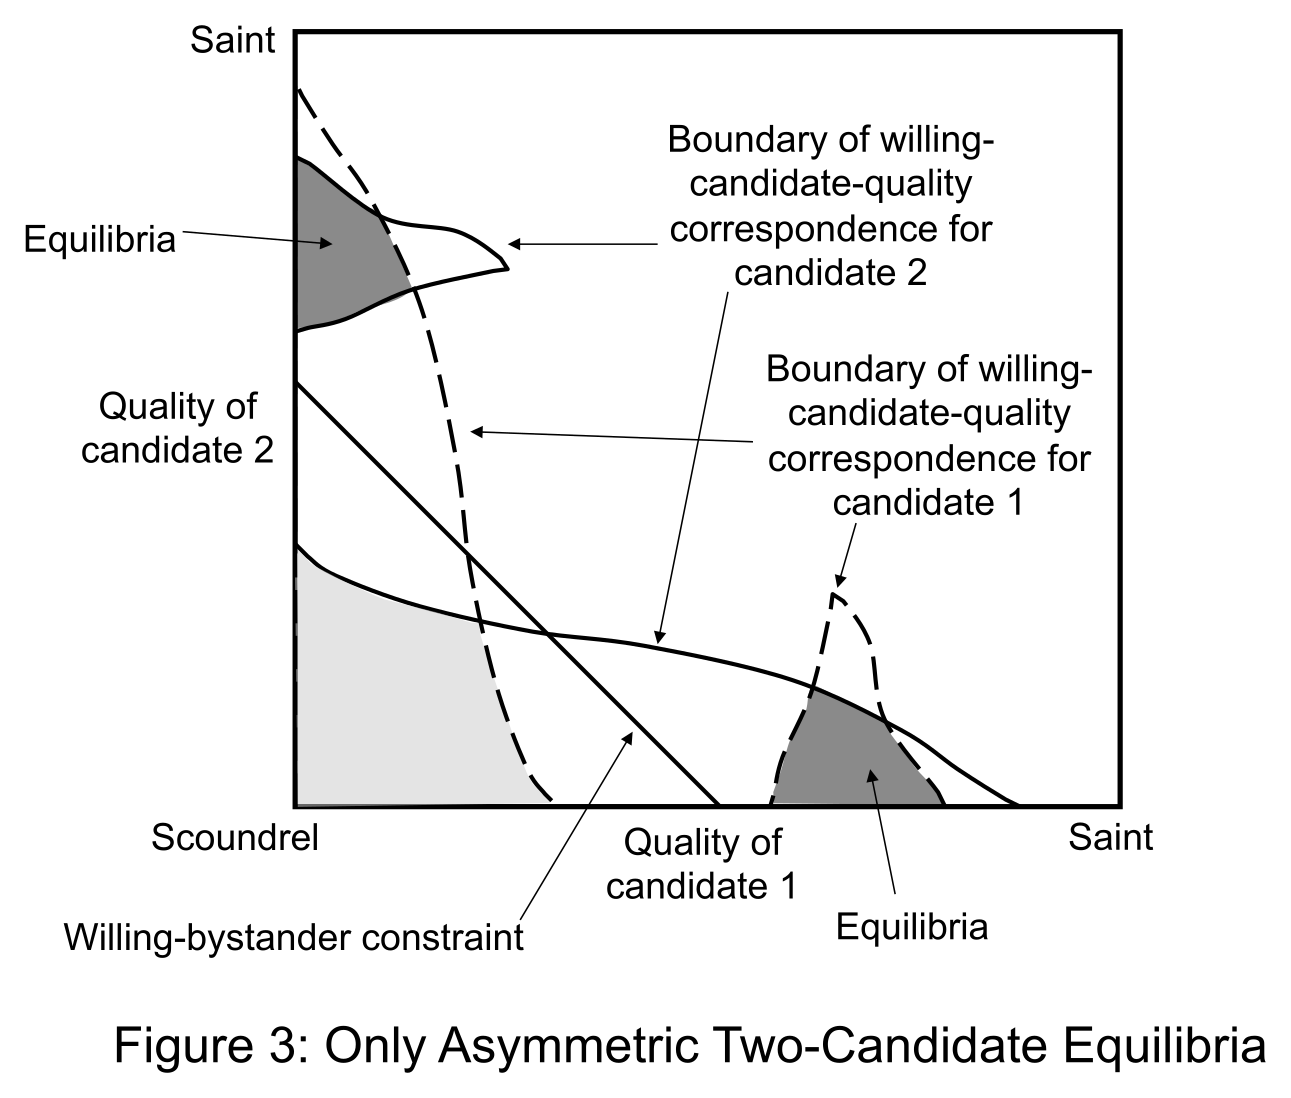 Saint
Boundary of willing-
candidate-quality
correspondence for
candidate 2
Equilibria
Boundary of willing-
candidate-quality
correspondence for
candidate 1
Quality of
candidate 2
Scoundrel
Quality of
candidate 1
Saint
Willing-bystander constraint
Equilibria
Figure 3: Only Asymmetric Two-Candidate Equilibria